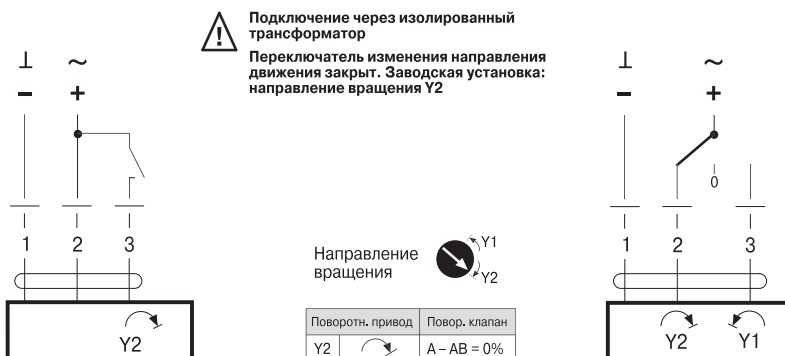 Подключение через изолированный
трансформатор
Переключатель изменения направления
движения закрыт. Заводская установка:
направление вращения Y2
⊥ ~
– +
1 2 3
Y2
Направление
вращения
Y1
Y2
Поворотн. привод Повор. клапан
Y2 A – AB = 0%
⊥ ~
– +
0
1 2 3
Y2 Y1